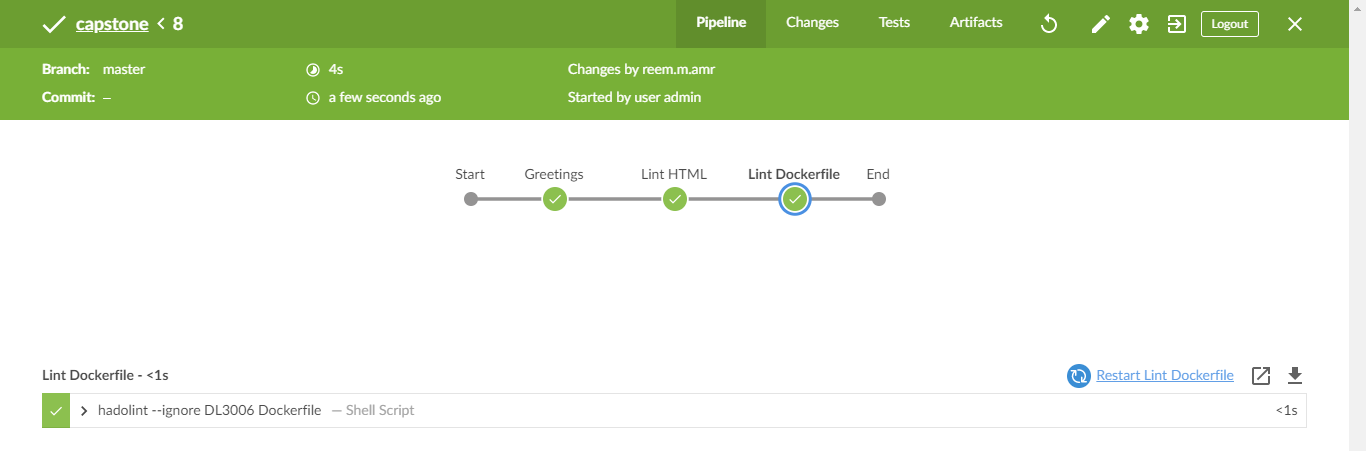 capstone < 8
Pipeline Changes Tests Artifacts Logout
Branch: master 4s Changes by reem.m.amr
Commit: – a few seconds ago Started by user admin
Start Greetings Lint HTML Lint Dockerfile End
Lint Dockerfile - <1s Restart Lint Dockerfile
hadolint --ignore DL3006 Dockerfile — Shell Script <1s